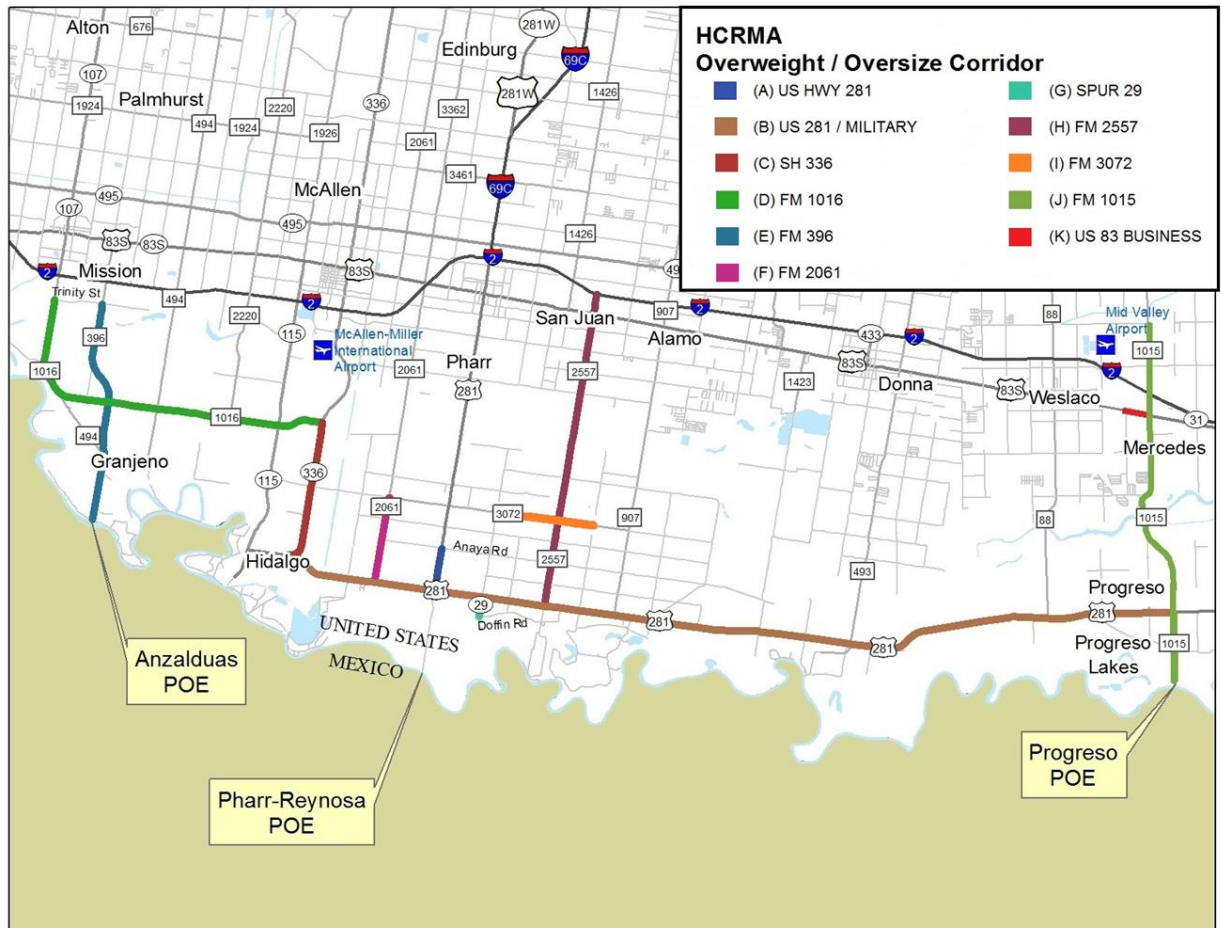 HCRMA
Overweight / Oversize Corridor
(A) US HWY 281
(B) US 281 / MILITARY
(C) SH 336
(D) FM 1016
(E) FM 396
(F) FM 2061
(G) SPUR 29
(H) FM 2557
(I) FM 3072
(J) FM 1015
(K) US 83 BUSINESS
Alton
676
281W
Edinburg
69C
107
281W
1426
1924
Palmhurst
2220
336
3362
494
1924
1926
2061
3461
McAllen
69C
495
107
495
1426
83S
83S
2
83S
49
2
Mission
Trinity St
494
2
San Juan
907
2
Mid Valley
Airport
88
396
2220
115
McAllen-Miller
International
Airport
Alamo
433
2
1015
1016
2061
Pharr
2557
83S
2
281
1423
Donna
83S
Weslaco
31
1016
494
Mercedes
Granjeno
336
115
2061
3072
907
88
1015
Anaya Rd
Hidalgo
2557
493
281
Progreso
29
281
281
Doffin Rd
281
Progreso
Lakes
1015
UNITED STATES
MEXICO
Anzalduas
POE
Pharr-Reynosa
POE
Progreso
POE